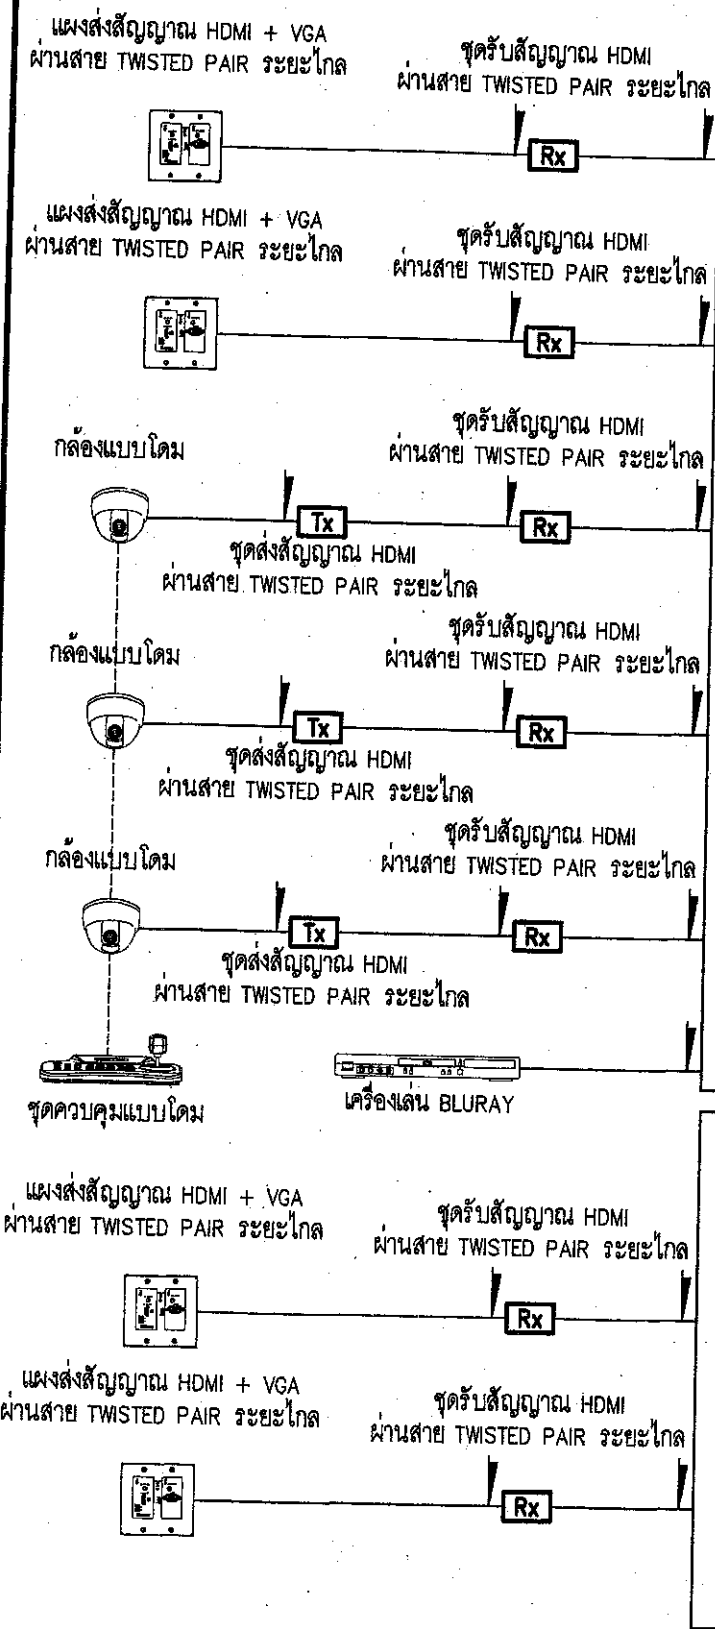 แผงส่งสัญญาณ HDMI + VGA
ผ่านสาย TWISTED PAIR ระยะไกล
ชุดรับสัญญาณ HDMI
ผ่านสาย TWISTED PAIR ระยะไกล
Rx
แผงส่งสัญญาณ HDMI + VGA
ผ่านสาย TWISTED PAIR ระยะไกล
ชุดรับสัญญาณ HDMI
ผ่านสาย TWISTED PAIR ระยะไกล
Rx
กล้องแบบโดม
ชุดรับสัญญาณ HDMI
ผ่านสาย TWISTED PAIR ระยะไกล
Tx
Rx
ชุดส่งสัญญาณ HDMI
ผ่านสาย TWISTED PAIR ระยะไกล
กล้องแบบโดม
ชุดรับสัญญาณ HDMI
ผ่านสาย TWISTED PAIR ระยะไกล
Tx
Rx
ชุดส่งสัญญาณ HDMI
ผ่านสาย TWISTED PAIR ระยะไกล
กล้องแบบโดม
ชุดรับสัญญาณ HDMI
ผ่านสาย TWISTED PAIR ระยะไกล
Tx
Rx
ชุดส่งสัญญาณ HDMI
ผ่านสาย TWISTED PAIR ระยะไกล
ชุดควบคุมแบบโดม
เครื่องเล่น BLURAY
แผงส่งสัญญาณ HDMI + VGA
ผ่านสาย TWISTED PAIR ระยะไกล
ชุดรับสัญญาณ HDMI
ผ่านสาย TWISTED PAIR ระยะไกล
Rx
แผงส่งสัญญาณ HDMI + VGA
ผ่านสาย TWISTED PAIR ระยะไกล
ชุดรับสัญญาณ HDMI
ผ่านสาย TWISTED PAIR ระยะไกล
Rx